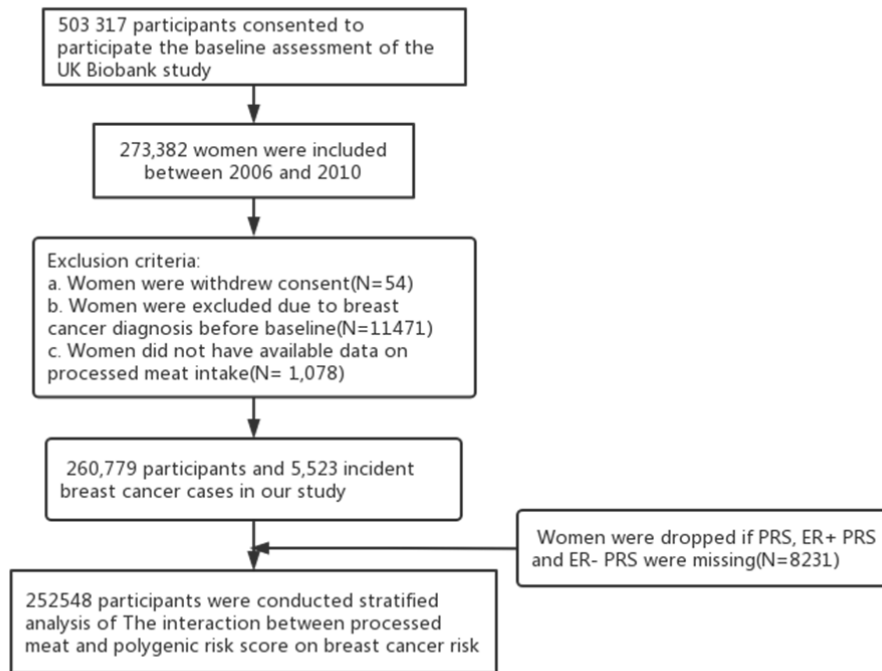 503 317 participants consented to
participate the baseline assessment of the
UK Biobank study
273,382 women were included
between 2006 and 2010
Exclusion criteria:
a. Women were withdrew consent(N=54)
b. Women were excluded due to breast
cancer diagnosis before baseline(N=11471)
c. Women did not have available data on
processed meat intake(N= 1,078)
260,779 participants and 5,523 incident
breast cancer cases in our study
Women were dropped if PRS, ER+ PRS
and ER- PRS were missing(N=8231)
252548 participants were conducted stratified
analysis of The interaction between processed
meat and polygenic risk score on breast cancer risk